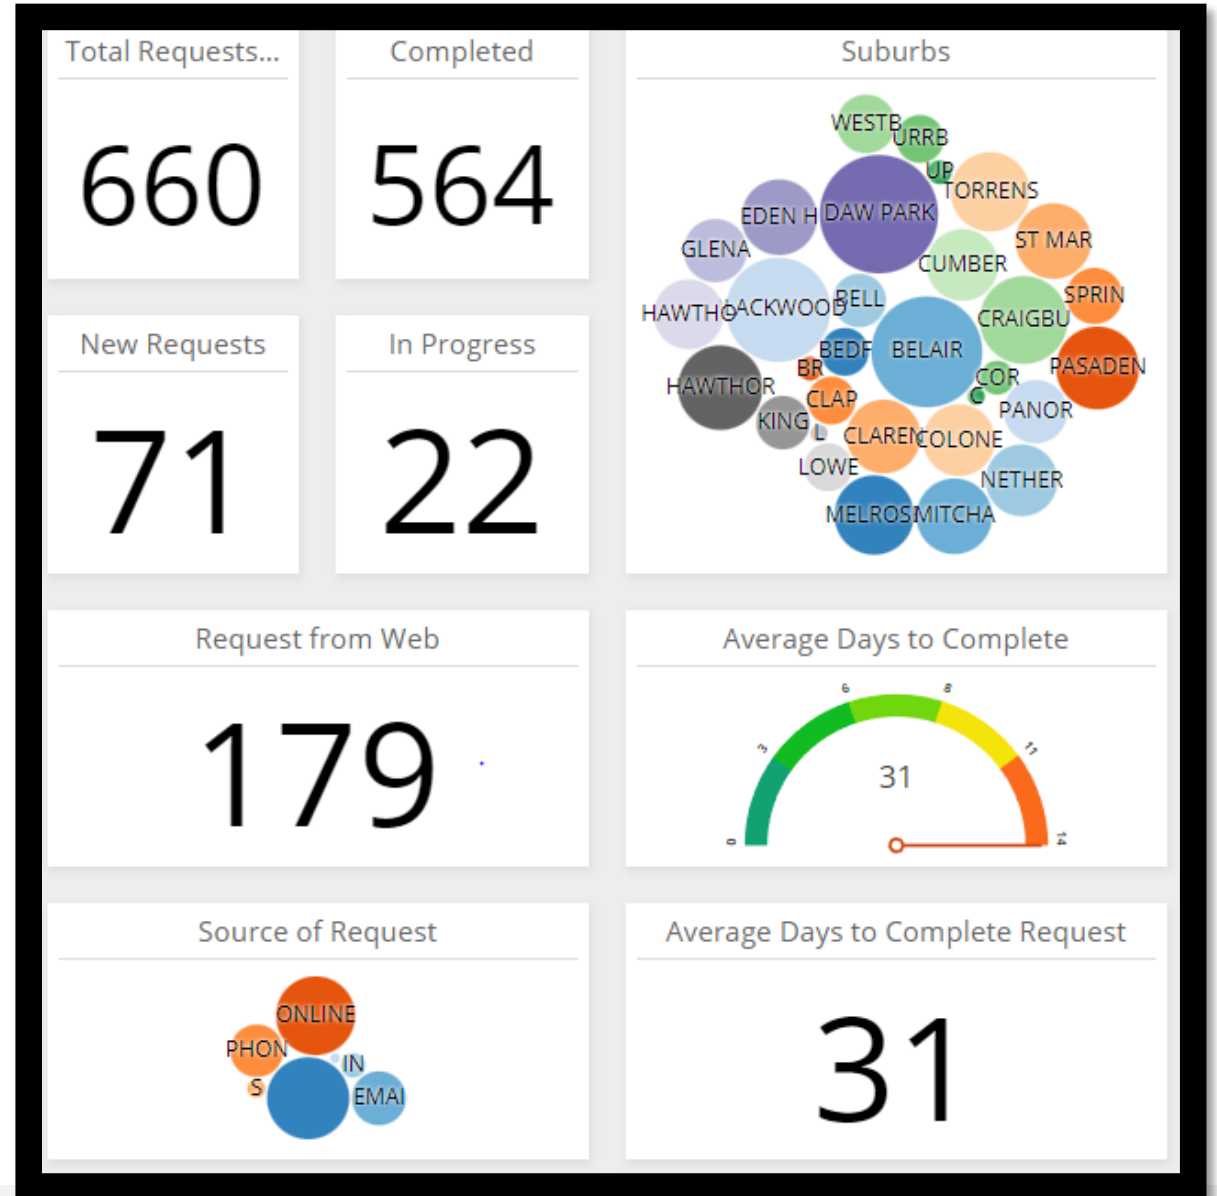 Total Requests...
660
Completed
564
Suburbs
WESTB
URRB
UP
TORRENS
EDEN H
DAW PARK
ST MAR
GLENA
CUMBER
HAWTHO
LACKWOOD
BELL
SPRIN
CRAIGBU
BEDF
BELAIR
BR
PASADEN
HAWTHOR
COR
C
CLAP
PANOR
KING
L
CLAREN
COLONE
LOWE
NETHER
MELROS
MITCHA
New Requests
71
In Progress
22
Request from Web
179
Average Days to Complete
0
3
6
8
11
14
31
Source of Request
ONLINE
PHON
IN
S
EMAI
Average Days to Complete Request
31